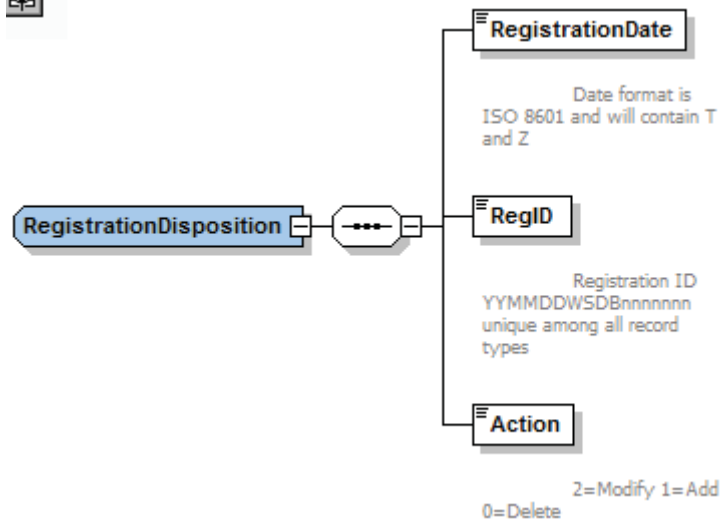 RegistrationDate
Date format is
ISO 8601 and will contain T
and Z
RegistrationDisposition
RegID
Registration ID
YYMMDDWSDBnnnnnnn
unique among all record
types
Action
2=Modify 1=Add
0=Delete